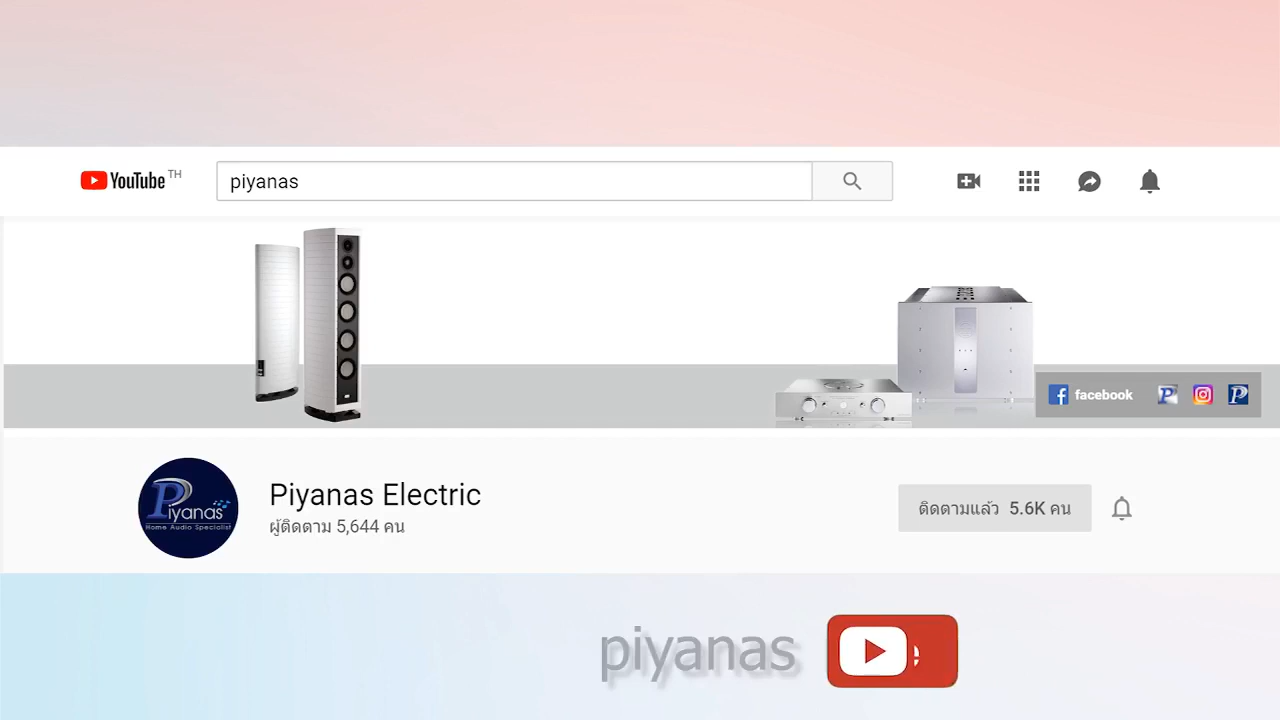 YouTube TH
piyanas
facebook
Piyanas
Home Audio Specialist
Piyanas Electric
ผู้ติดตาม 5,644 คน
ติดตามแล้ว 5.6K คน
piyanas